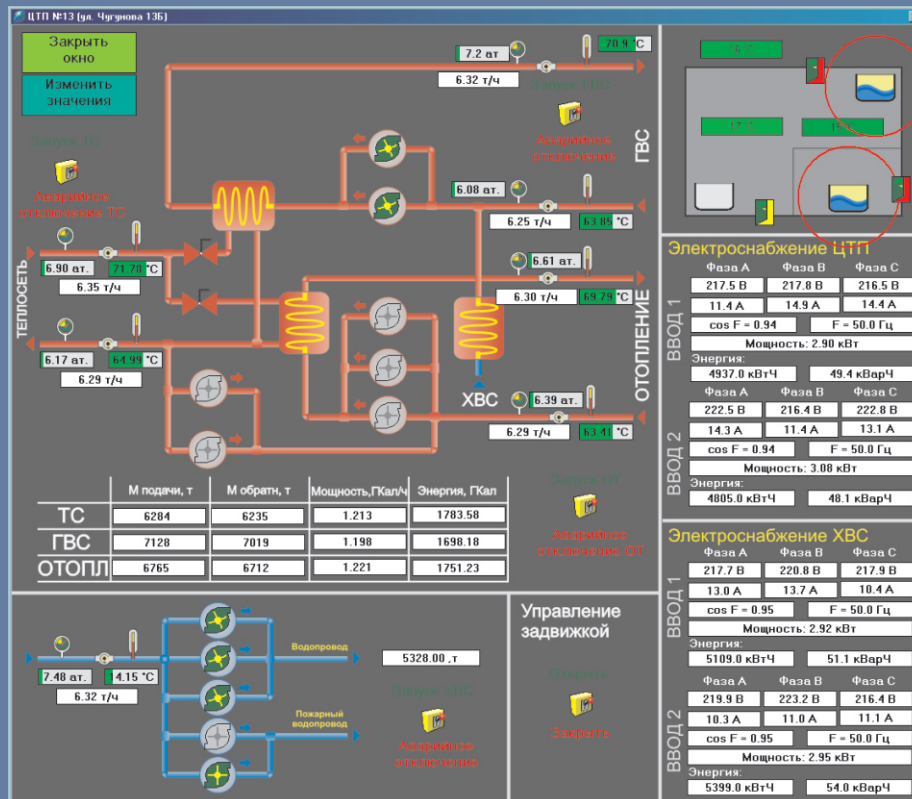 ЦТП №13 (ул. Чугунова 13Б)
Закрыть
окно
Изменить
значения
Запуск ТС
Аварийное
отключение ТС
7.2 ат
70.9 °С
6.32 т/ч
Запуск ГВС
Аварийное
отключение
ГВС
6.08 ат.
6.25 т/ч
63.85 °С
ТЕПЛОСЕТЬ
6.90 ат.
71.70 °С
6.35 т/ч
6.61 ат.
6.30 т/ч
69.79 °С
6.17 ат.
64.99 °С
6.29 т/ч
ХВС
ОТОПЛЕНИЕ
6.39 ат.
6.29 т/ч
63.41 °С
М подачи, т
М обратн, т
Мощность,ГКал/ч
Энергия, ГКал
ТС
6284
6235
1.213
1783.58
ГВС
7128
7019
1.198
1698.18
ОТОПЛ
6765
6712
1.221
1751.23
Запуск ОТ
Аварийное
отключение ОТ
7.48 ат.
14.15 °С
6.32 т/ч
Водопровод
Пожарный
водопровод
5328.00 ,т
Запуск ХВС
Аварийное
отключение
Управление
задвижкой
Открыть
Закрыть
Электроснабжение ЦТП
Фаза А
Фаза В
Фаза С
ВВОД 1
217.5 В
217.8 В
216.5 В
11.4 А
14.9 А
14.4 А
cos F = 0.94
F = 50.0 Гц
Мощность: 2.90 кВт
Энергия:
4937.0 кВтЧ
49.4 кВарЧ
Фаза А
Фаза В
Фаза С
ВВОД 2
222.5 В
216.4 В
222.8 В
14.3 А
11.4 А
13.1 А
cos F = 0.94
F = 50.0 Гц
Мощность: 3.08 кВт
Энергия:
4805.0 кВтЧ
48.1 кВарЧ
Электроснабжение ХВС
Фаза А
Фаза В
Фаза С
ВВОД 1
217.7 В
220.8 В
217.9 В
13.0 А
13.7 А
10.4 А
cos F = 0.95
F = 50.0 Гц
Мощность: 2.92 кВт
Энергия:
5109.0 кВтЧ
51.1 кВарЧ
Фаза А
Фаза В
Фаза С
ВВОД 2
219.9 В
223.2 В
216.4 В
10.3 А
11.0 А
11.1 А
cos F = 0.95
F = 50.0 Гц
Мощность: 2.95 кВт
Энергия:
5399.0 кВтЧ
54.0 кВарЧ